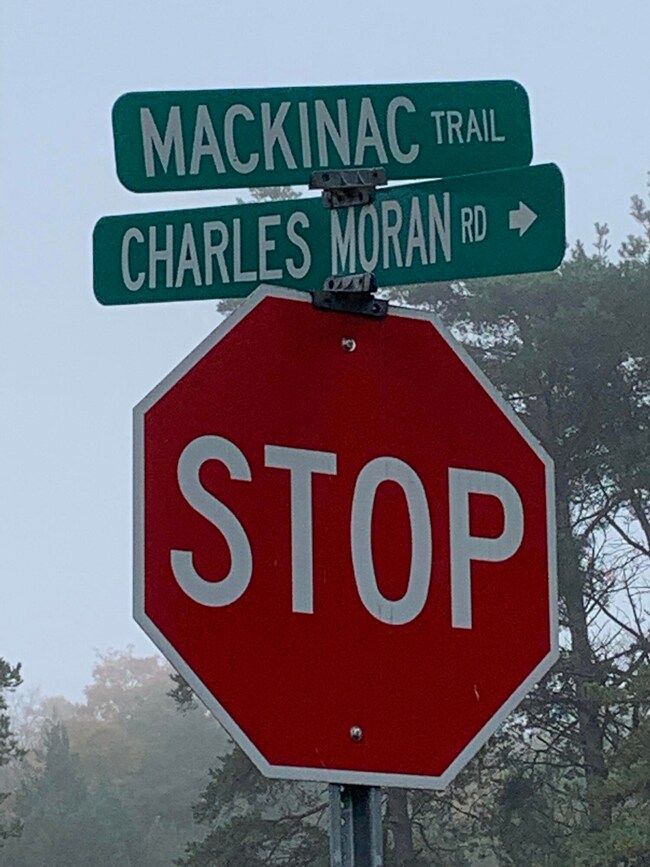 MACKINAC TRAIL
CHARLES MORAN RD →
STOP